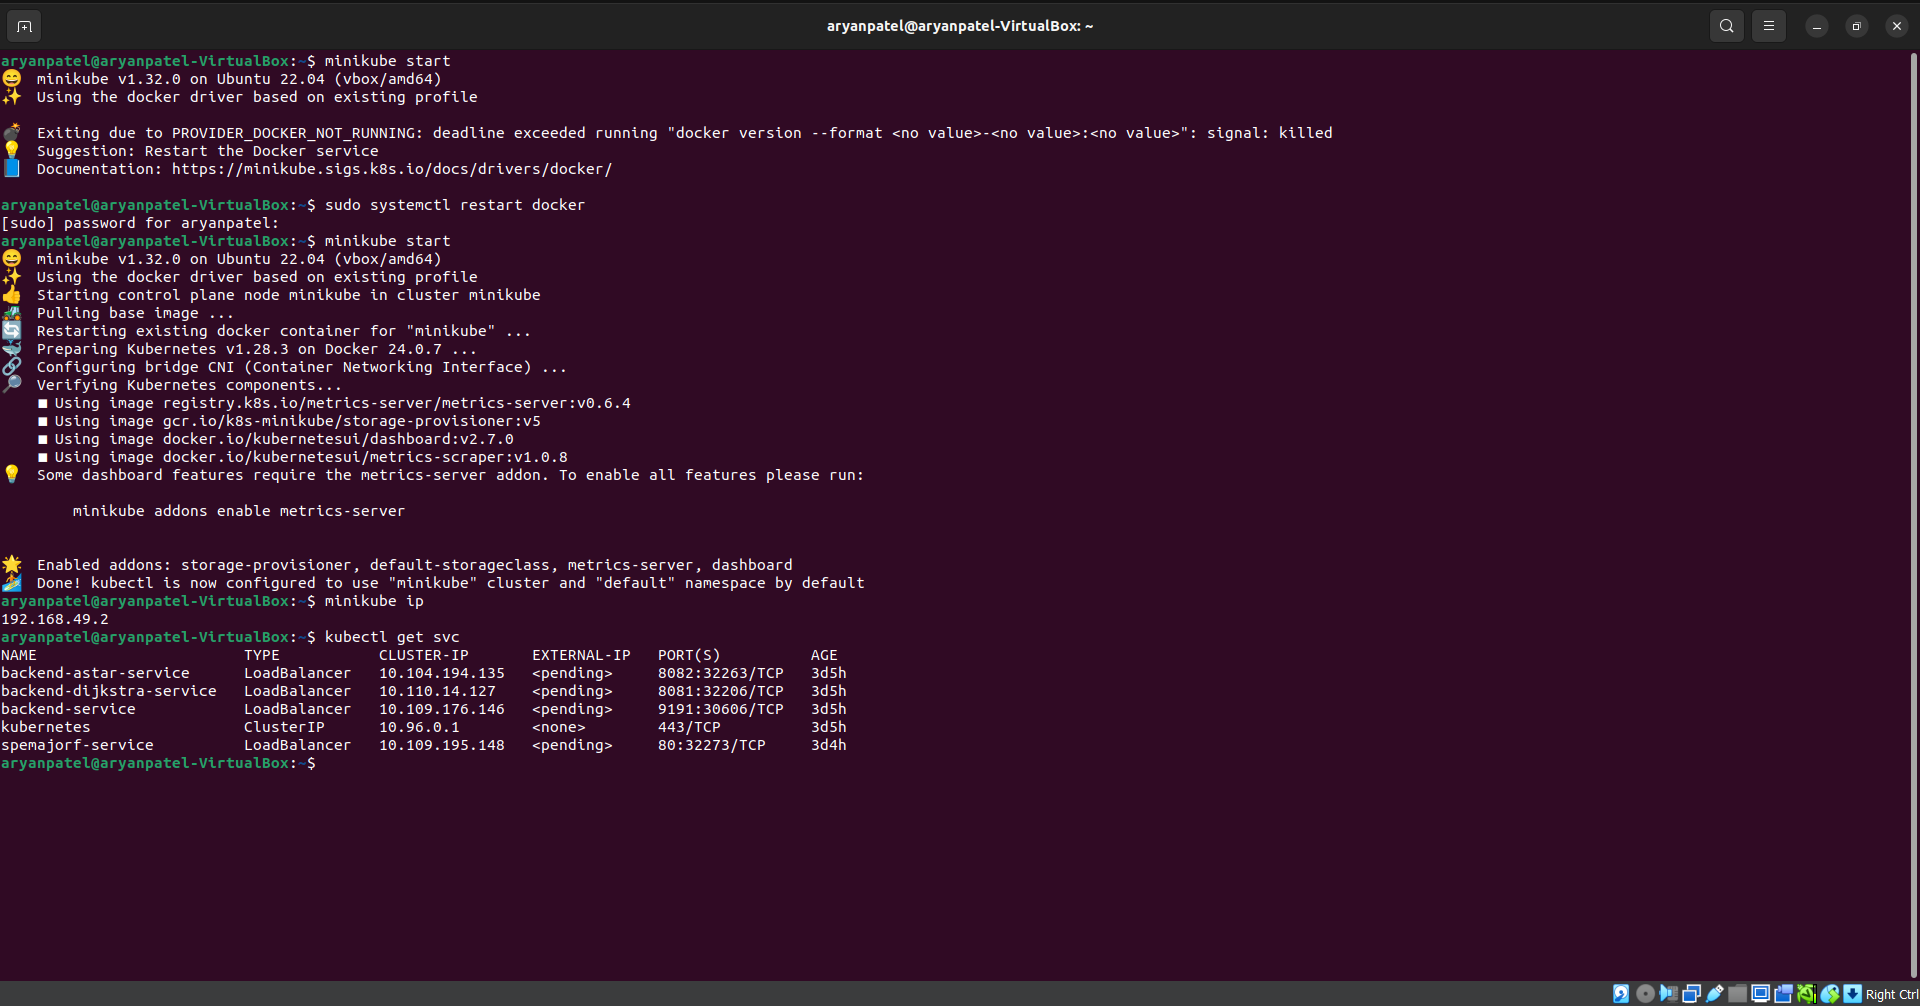 aryanpatel@aryanpatel-VirtualBox: ~
aryanpatel@aryanpatel-VirtualBox:~$ minikube start
😄  minikube v1.32.0 on Ubuntu 22.04 (vbox/amd64)
✨  Using the docker driver based on existing profile
💣  Exiting due to PROVIDER_DOCKER_NOT_RUNNING: deadline exceeded running "docker version --format <no value>-<no value>:<no value>": signal: killed
💡  Suggestion: Restart the Docker service
📘  Documentation: https://minikube.sigs.k8s.io/docs/drivers/docker/
aryanpatel@aryanpatel-VirtualBox:~$ sudo systemctl restart docker
[sudo] password for aryanpatel:
aryanpatel@aryanpatel-VirtualBox:~$ minikube start
😄  minikube v1.32.0 on Ubuntu 22.04 (vbox/amd64)
✨  Using the docker driver based on existing profile
👍  Starting control plane node minikube in cluster minikube
🚜  Pulling base image ...
🔄  Restarting existing docker container for "minikube" ...
🐳  Preparing Kubernetes v1.28.3 on Docker 24.0.7 ...
🔗  Configuring bridge CNI (Container Networking Interface) ...
🔎  Verifying Kubernetes components...
    ■ Using image registry.k8s.io/metrics-server/metrics-server:v0.6.4
    ■ Using image gcr.io/k8s-minikube/storage-provisioner:v5
    ■ Using image docker.io/kubernetesui/dashboard:v2.7.0
    ■ Using image docker.io/kubernetesui/metrics-scraper:v1.0.8
💡  Some dashboard features require the metrics-server addon. To enable all features please run:
        minikube addons enable metrics-server
🌟  Enabled addons: storage-provisioner, default-storageclass, metrics-server, dashboard
🏄  Done! kubectl is now configured to use "minikube" cluster and "default" namespace by default
aryanpatel@aryanpatel-VirtualBox:~$ minikube ip
192.168.49.2
aryanpatel@aryanpatel-VirtualBox:~$ kubectl get svc
NAME                       TYPE           CLUSTER-IP       EXTERNAL-IP   PORT(S)          AGE
backend-astar-service      LoadBalancer   10.104.194.135   <pending>     8082:32263/TCP   3d5h
backend-dijkstra-service   LoadBalancer   10.110.14.127    <pending>     8081:32206/TCP   3d5h
backend-service            LoadBalancer   10.109.176.146   <pending>     9191:30606/TCP   3d5h
kubernetes                 ClusterIP      10.96.0.1        <none>        443/TCP          3d5h
spemajorf-service          LoadBalancer   10.109.195.148   <pending>     80:32273/TCP     3d4h
aryanpatel@aryanpatel-VirtualBox:~$
Right Ctrl